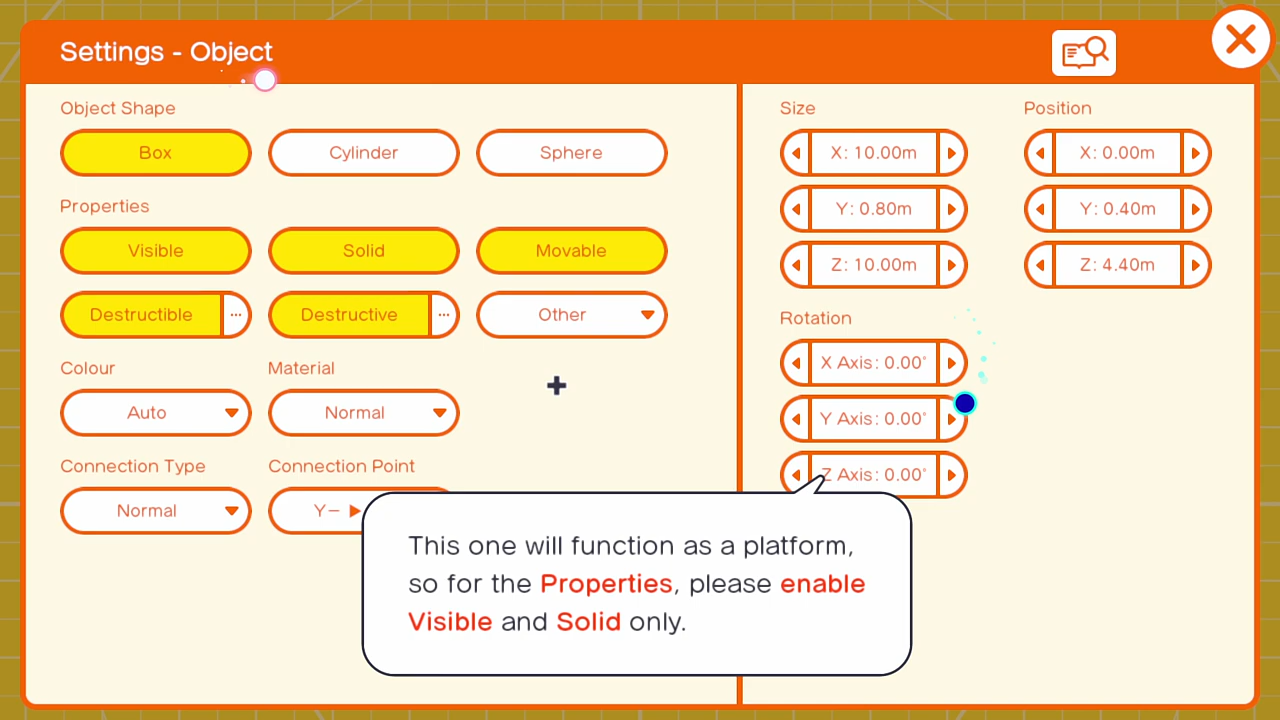 Settings - Object
Object Shape
Box
Cylinder
Sphere
Properties
Visible
Solid
Movable
Destructible ...
Destructive ...
Other
Colour
Material
Auto
Normal
Connection Type
Connection Point
Normal
Y−
Size
Position
X: 10.00m
X: 0.00m
Y: 0.80m
Y: 0.40m
Z: 10.00m
Z: 4.40m
Rotation
X Axis: 0.00°
Y Axis: 0.00°
Z Axis: 0.00°
This one will function as a platform,
so for the Properties, please enable
Visible and Solid only.